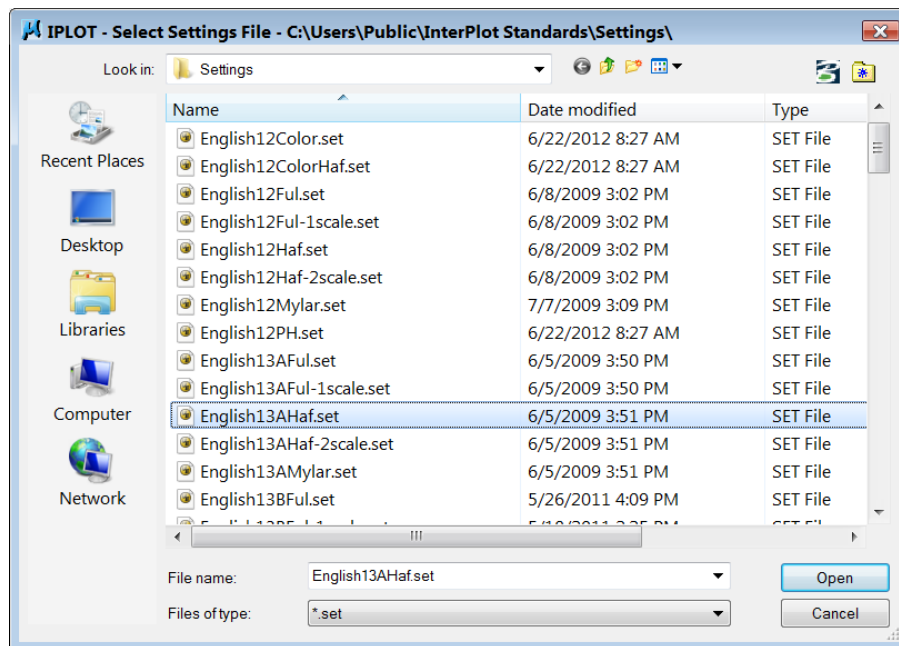 IPLOT - Select Settings File - C:\Users\Public\InterPlot Standards\Settings\
Look in: Settings
Recent Places
Desktop
Libraries
Computer
Network
Name Date modified Type
English12Color.set 6/22/2012 8:27 AM SET File
English12ColorHaf.set 6/22/2012 8:27 AM SET File
English12Ful.set 6/8/2009 3:02 PM SET File
English12Ful-1scale.set 6/8/2009 3:02 PM SET File
English12Haf.set 6/8/2009 3:02 PM SET File
English12Haf-2scale.set 6/8/2009 3:02 PM SET File
English12Mylar.set 7/7/2009 3:09 PM SET File
English12PH.set 6/22/2012 8:27 AM SET File
English13AFul.set 6/5/2009 3:50 PM SET File
English13AFul-1scale.set 6/5/2009 3:50 PM SET File
English13AHaf.set 6/5/2009 3:51 PM SET File
English13AHaf-2scale.set 6/5/2009 3:51 PM SET File
English13AMylar.set 6/5/2009 3:51 PM SET File
English13BFul.set 5/26/2011 4:09 PM SET File
File name: English13AHaf.set Open
Files of type: *.set Cancel